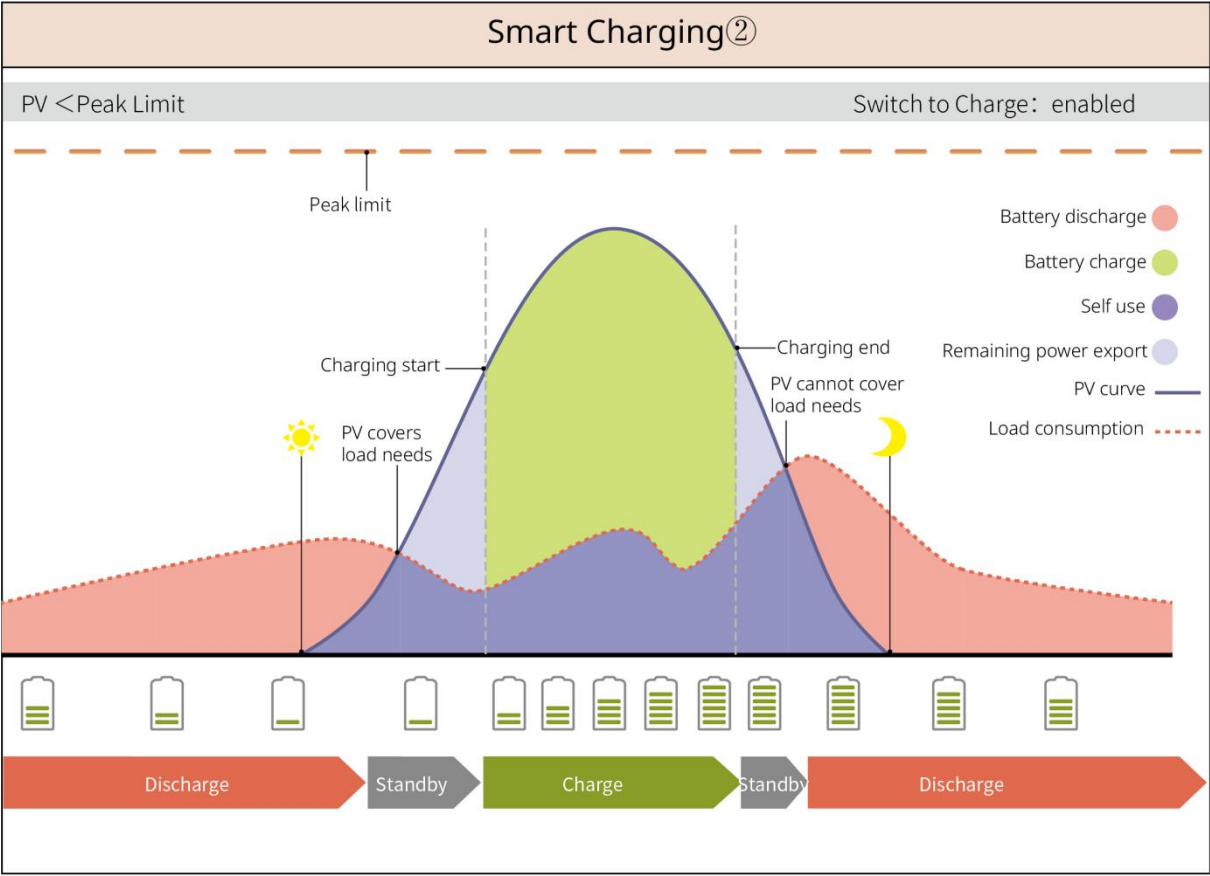 Smart Charging②
PV ＜Peak Limit
Switch to Charge：enabled
Peak limit
Battery discharge
Battery charge
Self use
Remaining power export
PV curve
Load consumption
Charging start
Charging end
PV covers
load needs
PV cannot cover
load needs
Discharge
Standby
Charge
Standby
Discharge